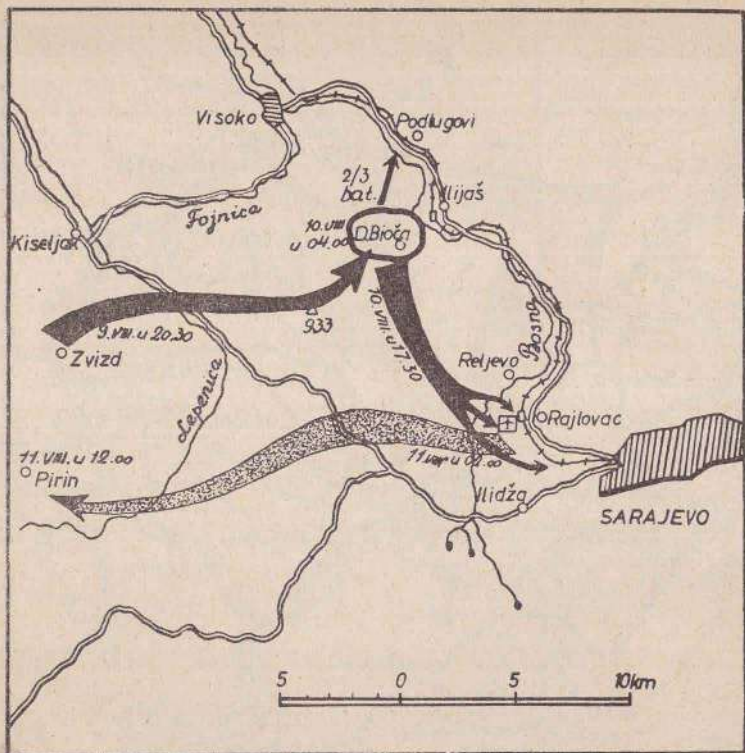 Visoko
Podlugovi
2/3
bat.
Ilijaš
Fojnica
Kiseljak
10.VIII
u 04.00
D.Bioča
9.VIII.u 20.30
933
10.VIII.u 17.30
Zvizd
Bosna
Reljevo
Lepenica
Rajlovac
11.VIII.u 12.00
Pirin
Ilidža
SARAJEVO
5 0 5 10km